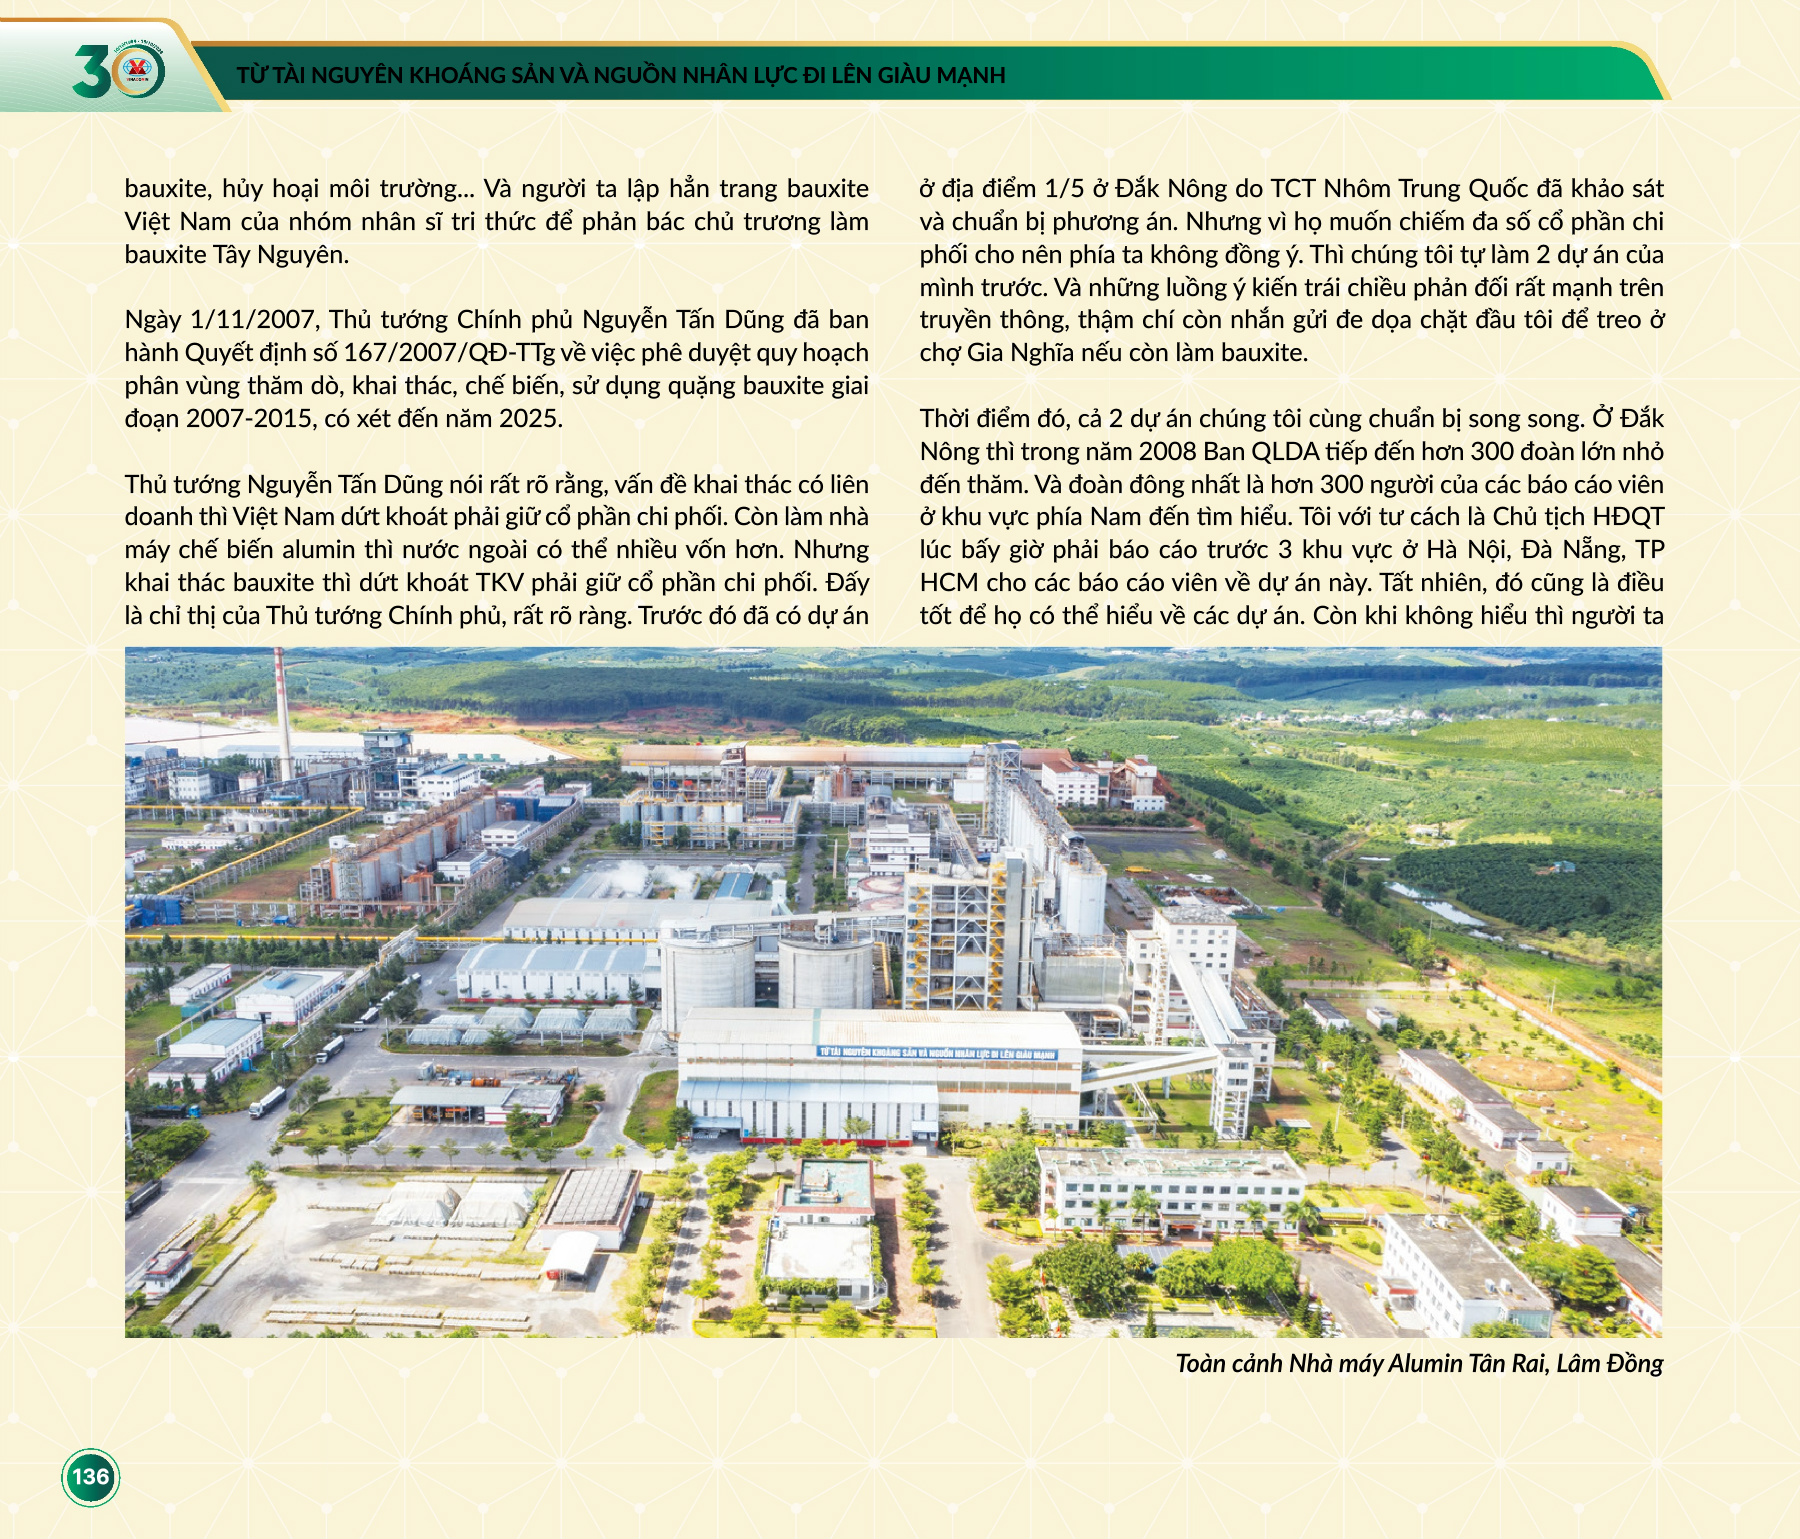 30
VINACOMIN
TỪ TÀI NGUYÊN KHOÁNG SẢN VÀ NGUỒN NHÂN LỰC ĐI LÊN GIÀU MẠNH
bauxite, hủy hoại môi trường... Và người ta lập hẳn trang bauxite
Việt Nam của nhóm nhân sĩ tri thức để phản bác chủ trương làm
bauxite Tây Nguyên.
Ngày 1/11/2007, Thủ tướng Chính phủ Nguyễn Tấn Dũng đã ban
hành Quyết định số 167/2007/QĐ-TTg về việc phê duyệt quy hoạch
phân vùng thăm dò, khai thác, chế biến, sử dụng quặng bauxite giai
đoạn 2007-2015, có xét đến năm 2025.
Thủ tướng Nguyễn Tấn Dũng nói rất rõ rằng, vấn đề khai thác có liên
doanh thì Việt Nam dứt khoát phải giữ cổ phần chi phối. Còn làm nhà
máy chế biến alumin thì nước ngoài có thể nhiều vốn hơn. Nhưng
khai thác bauxite thì dứt khoát TKV phải giữ cổ phần chi phối. Đấy
là chỉ thị của Thủ tướng Chính phủ, rất rõ ràng. Trước đó đã có dự án
ở địa điểm 1/5 ở Đắk Nông do TCT Nhôm Trung Quốc đã khảo sát
và chuẩn bị phương án. Nhưng vì họ muốn chiếm đa số cổ phần chi
phối cho nên phía ta không đồng ý. Thì chúng tôi tự làm 2 dự án của
mình trước. Và những luồng ý kiến trái chiều phản đối rất mạnh trên
truyền thông, thậm chí còn nhắn gửi đe dọa chặt đầu tôi để treo ở
chợ Gia Nghĩa nếu còn làm bauxite.
Thời điểm đó, cả 2 dự án chúng tôi cùng chuẩn bị song song. Ở Đắk
Nông thì trong năm 2008 Ban QLDA tiếp đến hơn 300 đoàn lớn nhỏ
đến thăm. Và đoàn đông nhất là hơn 300 người của các báo cáo viên
ở khu vực phía Nam đến tìm hiểu. Tôi với tư cách là Chủ tịch HĐQT
lúc bấy giờ phải báo cáo trước 3 khu vực ở Hà Nội, Đà Nẵng, TP
HCM cho các báo cáo viên về dự án này. Tất nhiên, đó cũng là điều
tốt để họ có thể hiểu về các dự án. Còn khi không hiểu thì người ta
TỪ TÀI NGUYÊN KHOÁNG SẢN VÀ NGUỒN NHÂN LỰC ĐI LÊN GIÀU MẠNH
Toàn cảnh Nhà máy Alumin Tân Rai, Lâm Đồng
136